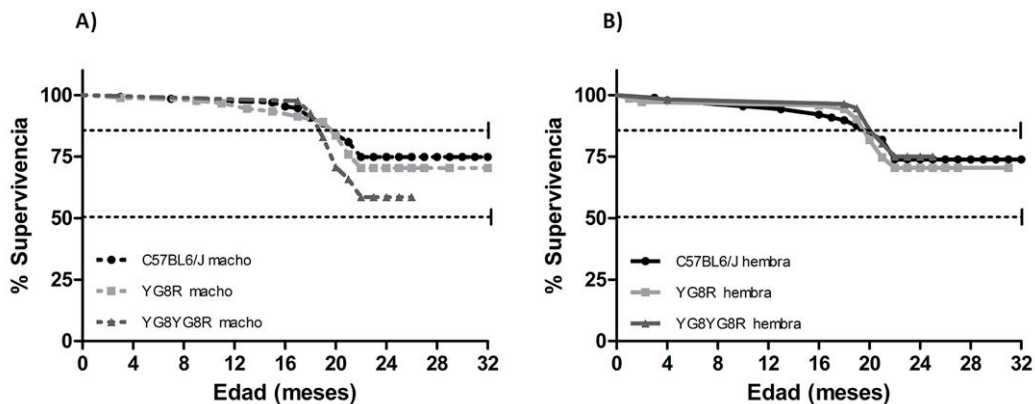 A)
% Supervivencia
100
75
50
25
0
C57BL6/J macho
YG8R macho
YG8YG8R macho
0 4 8 12 16 20 24 28 32
Edad (meses)
B)
% Supervivencia
100
75
50
25
0
C57BL6/J hembra
YG8R hembra
YG8YG8R hembra
0 4 8 12 16 20 24 28 32
Edad (meses)